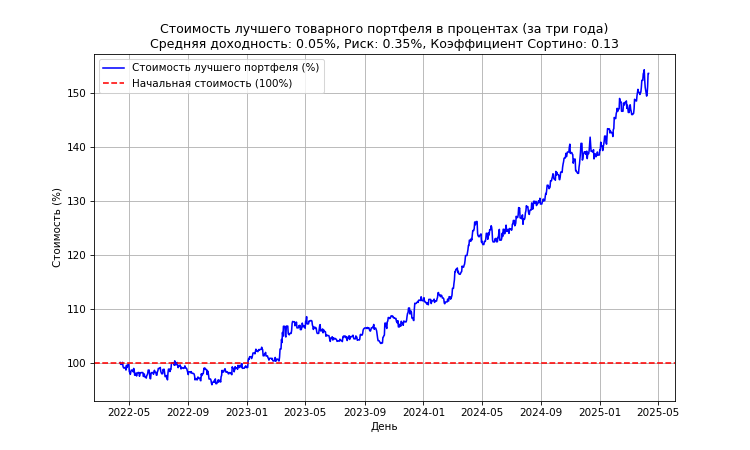 Стоимость лучшего товарного портфеля в процентах (за три года)
Средняя доходность: 0.05%, Риск: 0.35%, Коэффициент Сортино: 0.13
Стоимость лучшего портфеля (%)
Начальная стоимость (100%)
Стоимость (%)
150
140
130
120
110
100
2022-05 2022-09 2023-01 2023-05 2023-09 2024-01 2024-05 2024-09 2025-01 2025-05
День